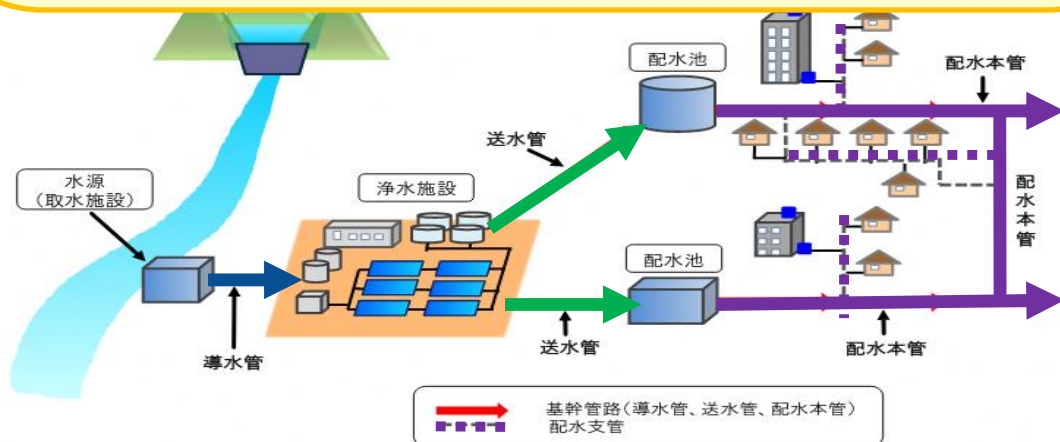 配水池
配水本管
送水管
水源
(取水施設)
浄水施設
配水本管
配水池
導水管
送水管
配水本管
基幹管路(導水管、送水管、配水本管)
配水支管